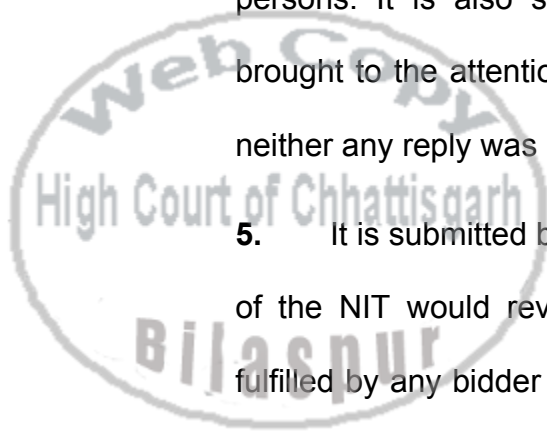 persons. It is also s
brought to the attentio
neither any reply was
5. It is submitted b
of the NIT would rev
fulfilled by any bidder
Web Copy
High Court of Chhattisgarh
Bilaspur